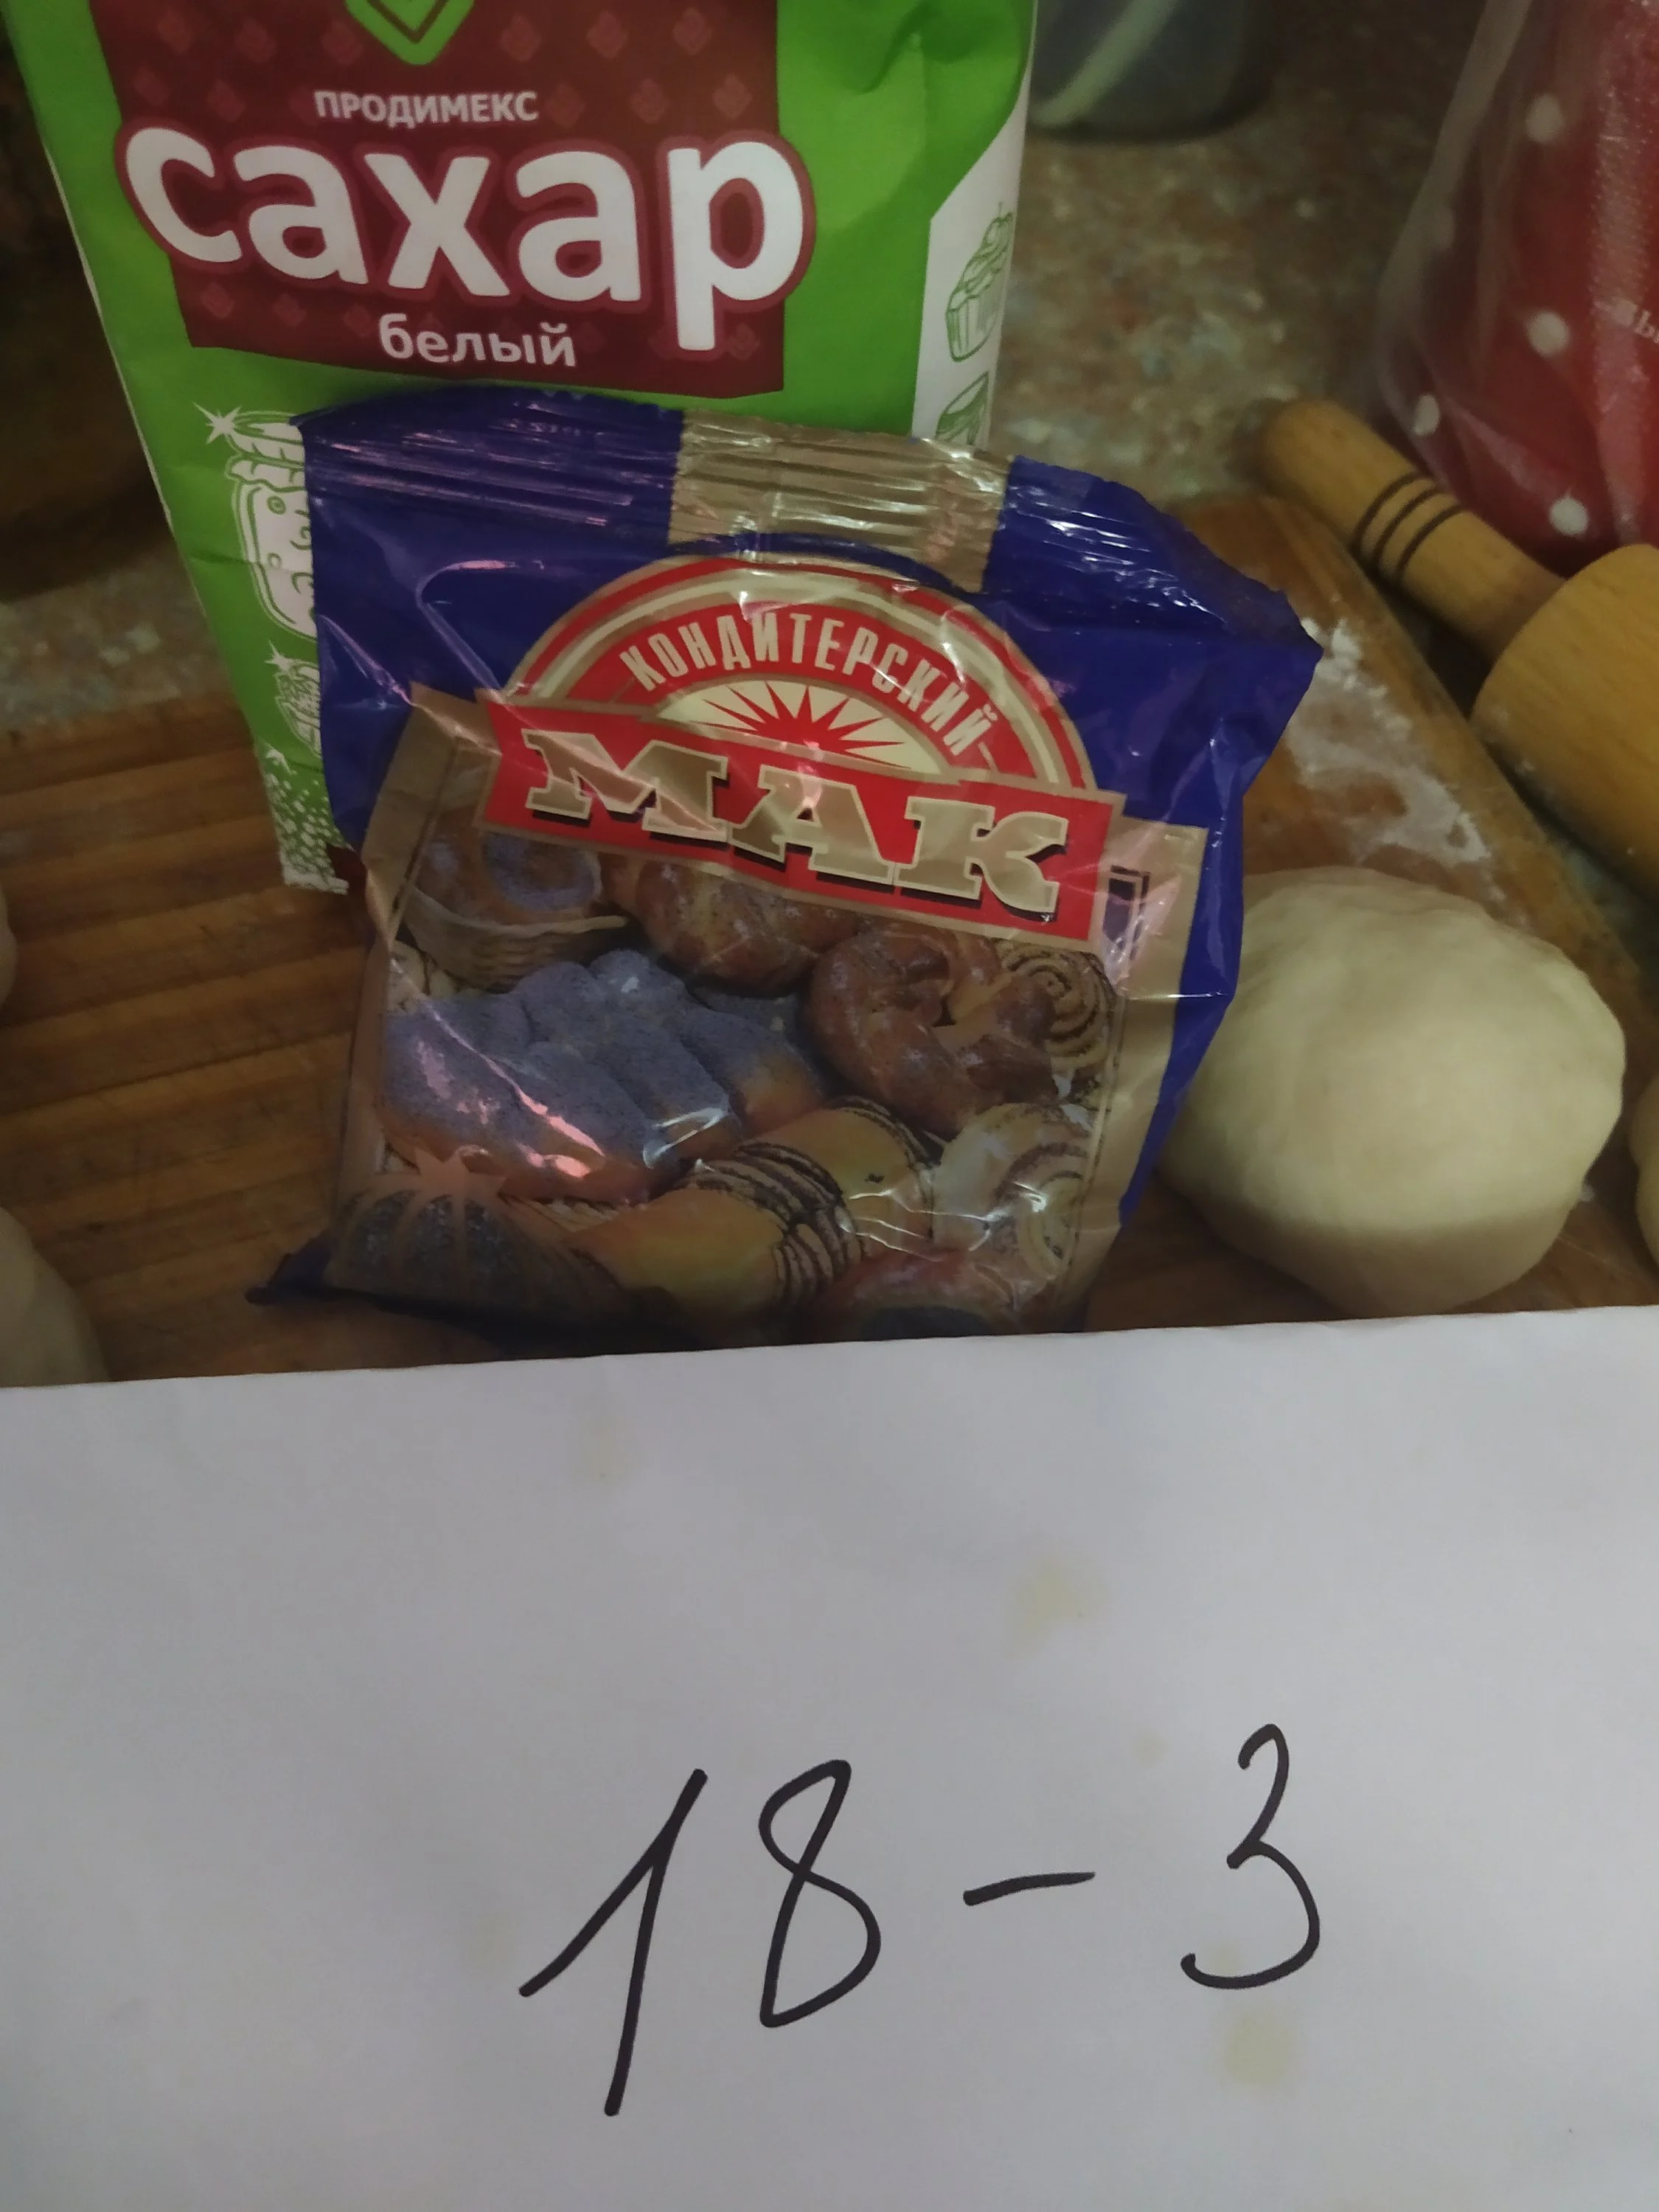 ПРОДИМЕКС
сахар
белый
КОНДИТЕРСКИЙ
МАК
18-3